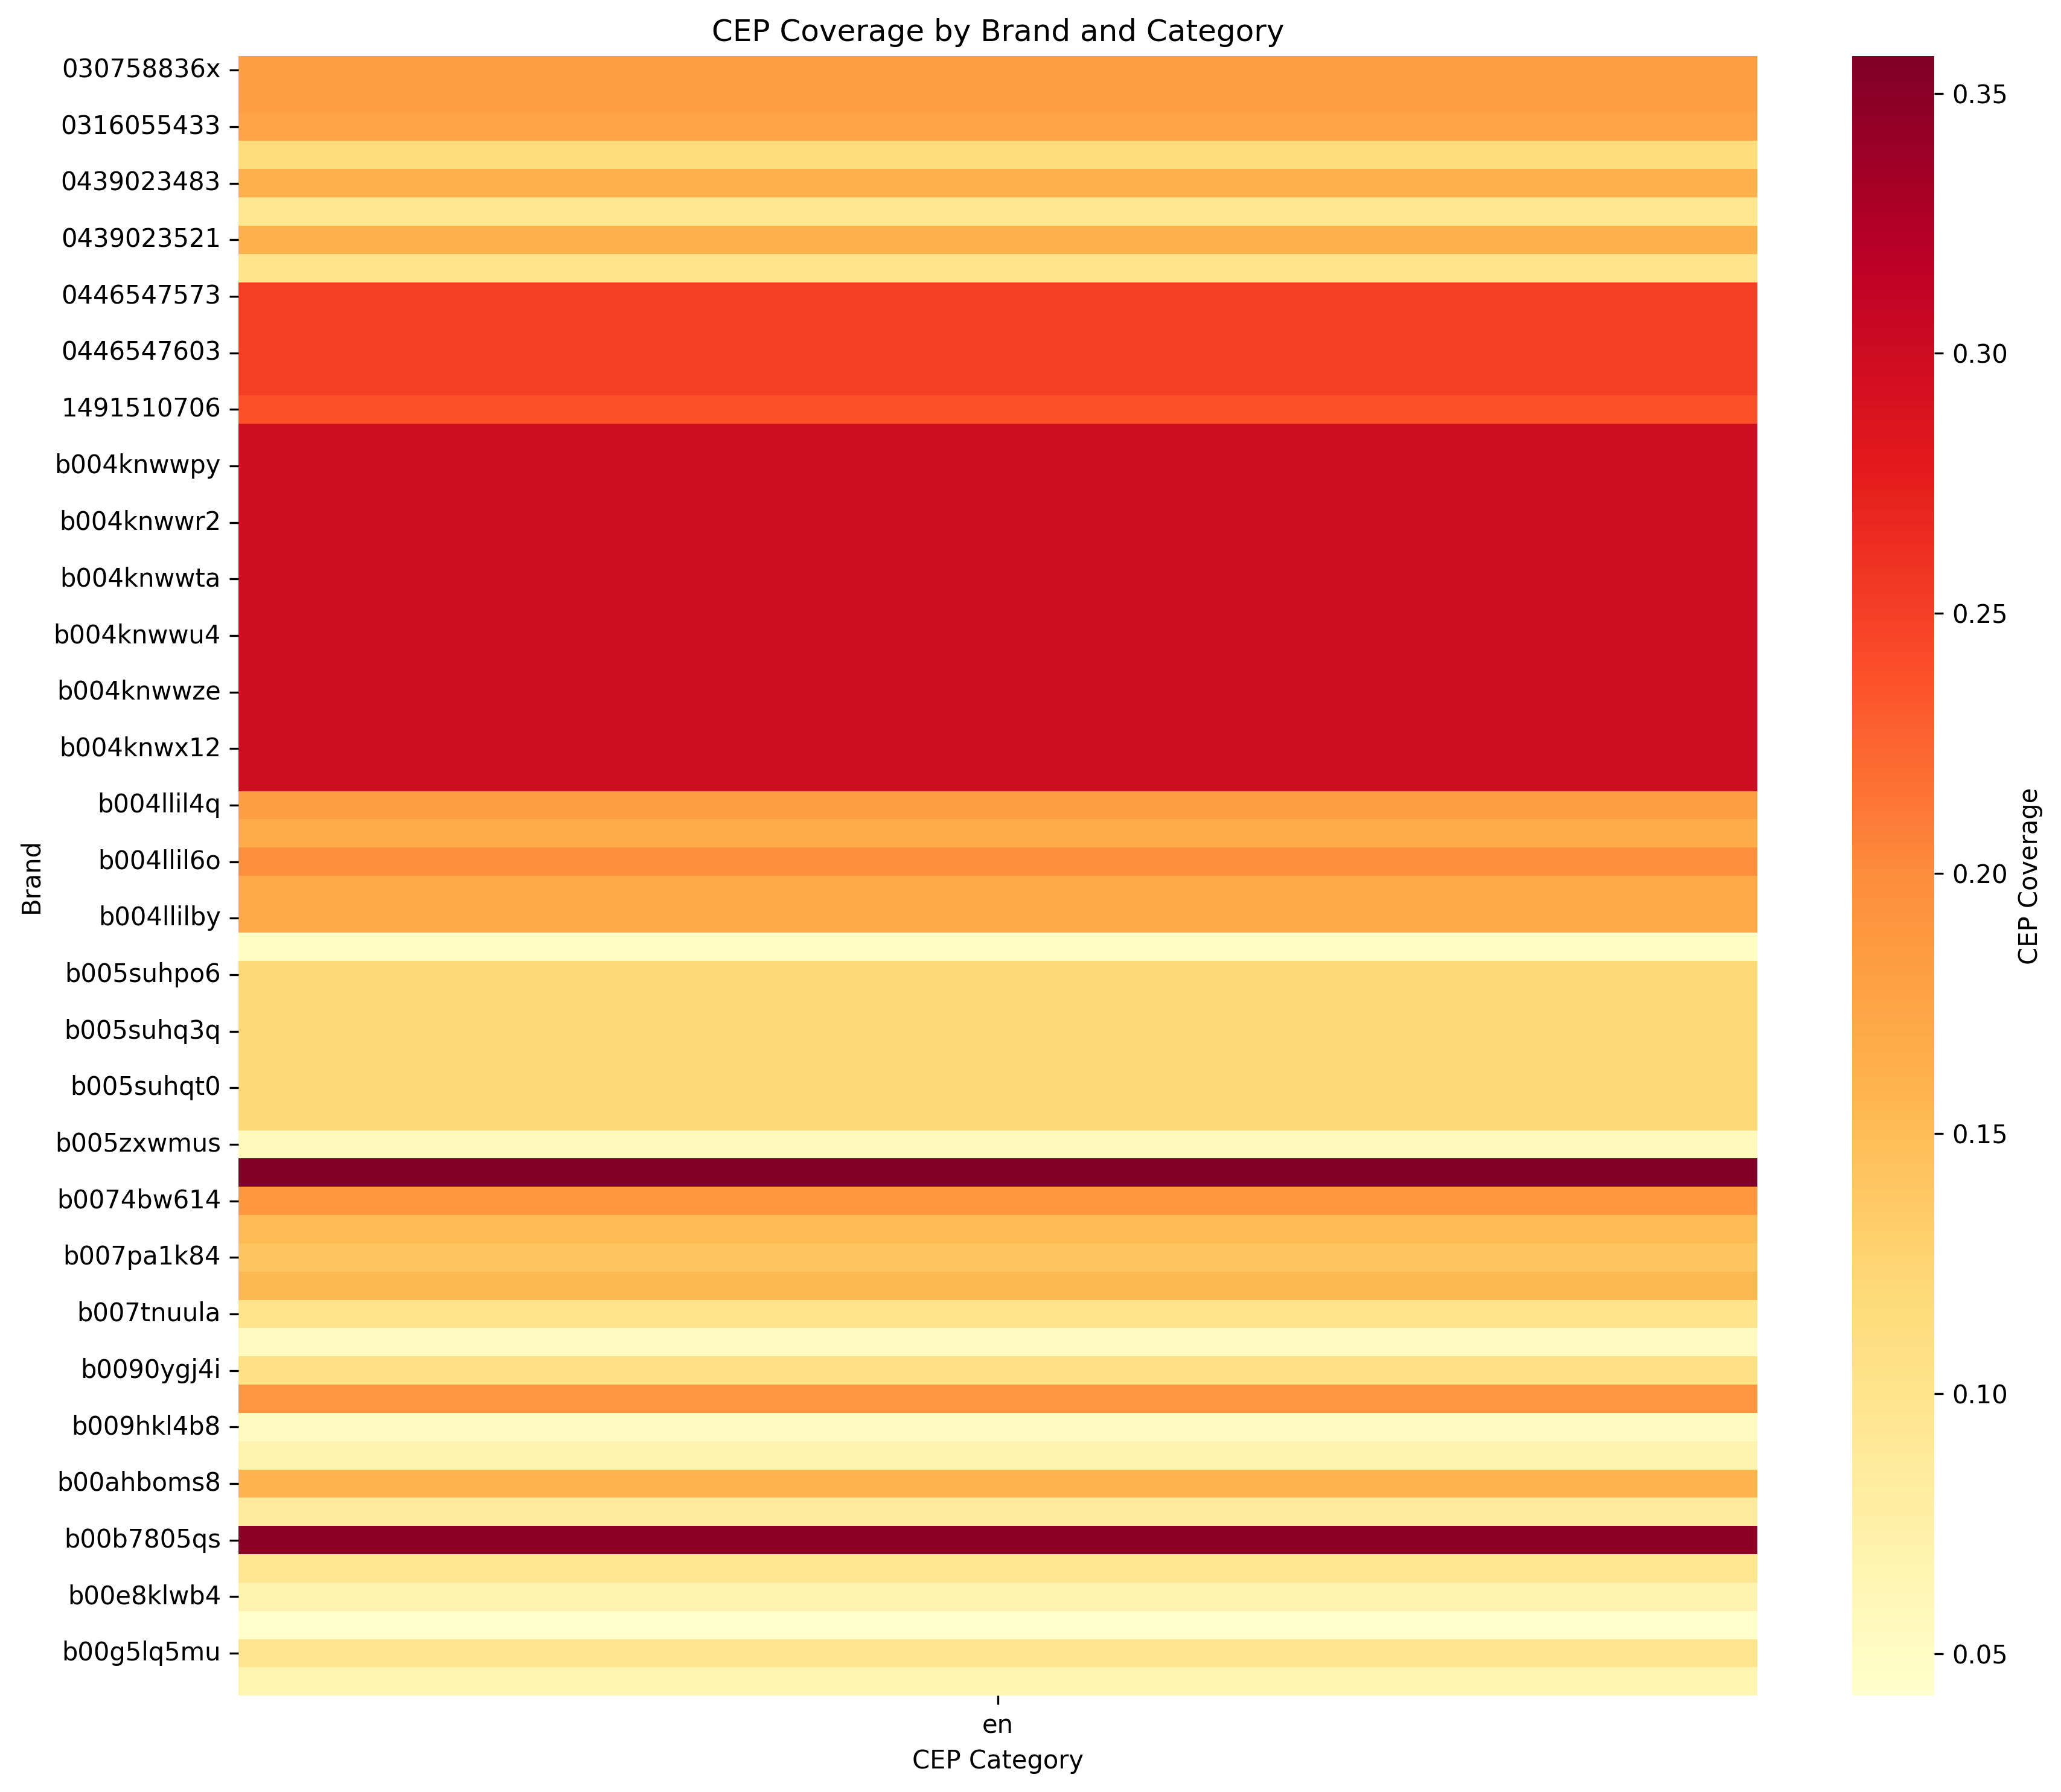 CEP Coverage by Brand and Category
030758836x
0316055433
0439023483
0439023521
0446547573
0446547603
1491510706
b004knwwpy
b004knwwr2
b004knwwta
b004knwwu4
b004knwwze
b004knwx12
b004llil4q
b004llil6o
b004llilby
b005suhpo6
b005suhq3q
b005suhqt0
b005zxwmus
b0074bw614
b007pa1k84
b007tnuula
b0090ygj4i
b009hkl4b8
b00ahboms8
b00b7805qs
b00e8klwb4
b00g5lq5mu
Brand
en
CEP Category
0.35
0.30
0.25
0.20
0.15
0.10
0.05
CEP Coverage